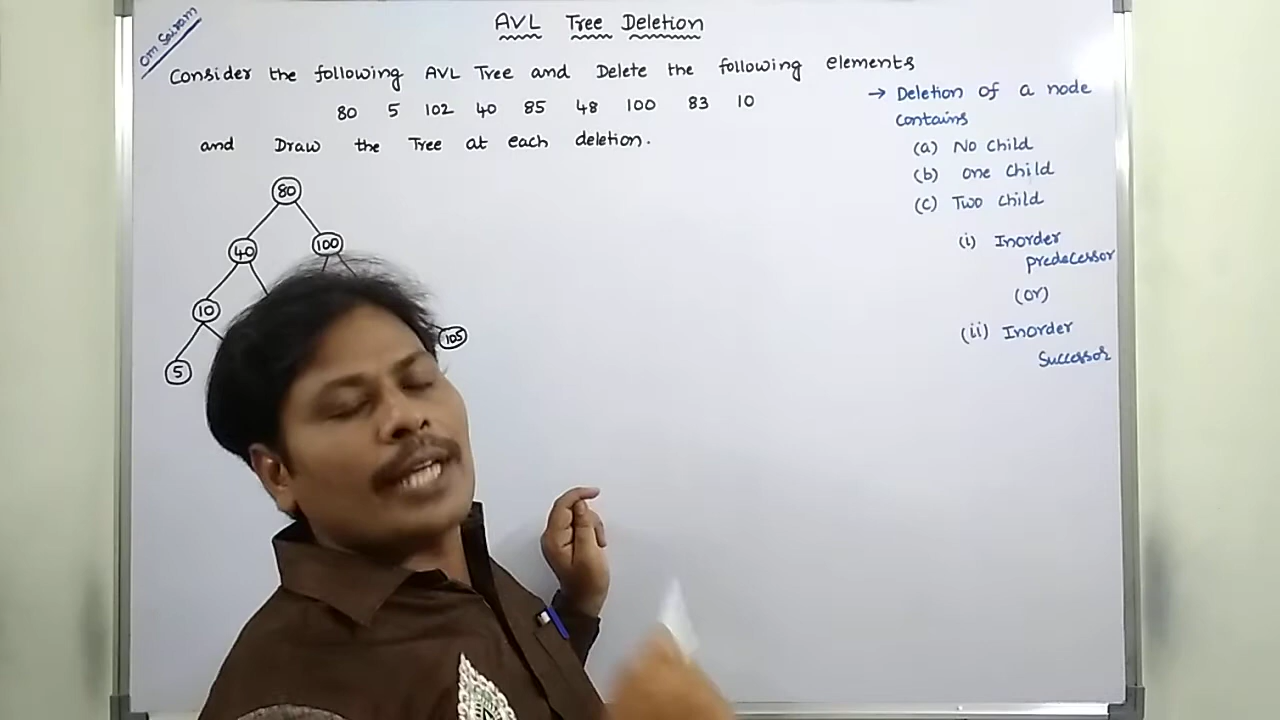 Om Sairam
AVL Tree Deletion
Consider the following AVL Tree and Delete the following elements
80 5 102 40 85 48 100 83 10
and Draw the Tree at each deletion.
→ Deletion of a node
contains
(a) No child
(b) one child
(c) Two child
(i) Inorder
predecessor
(or)
(ii) Inorder
Successor
80
40 100
10
105
5